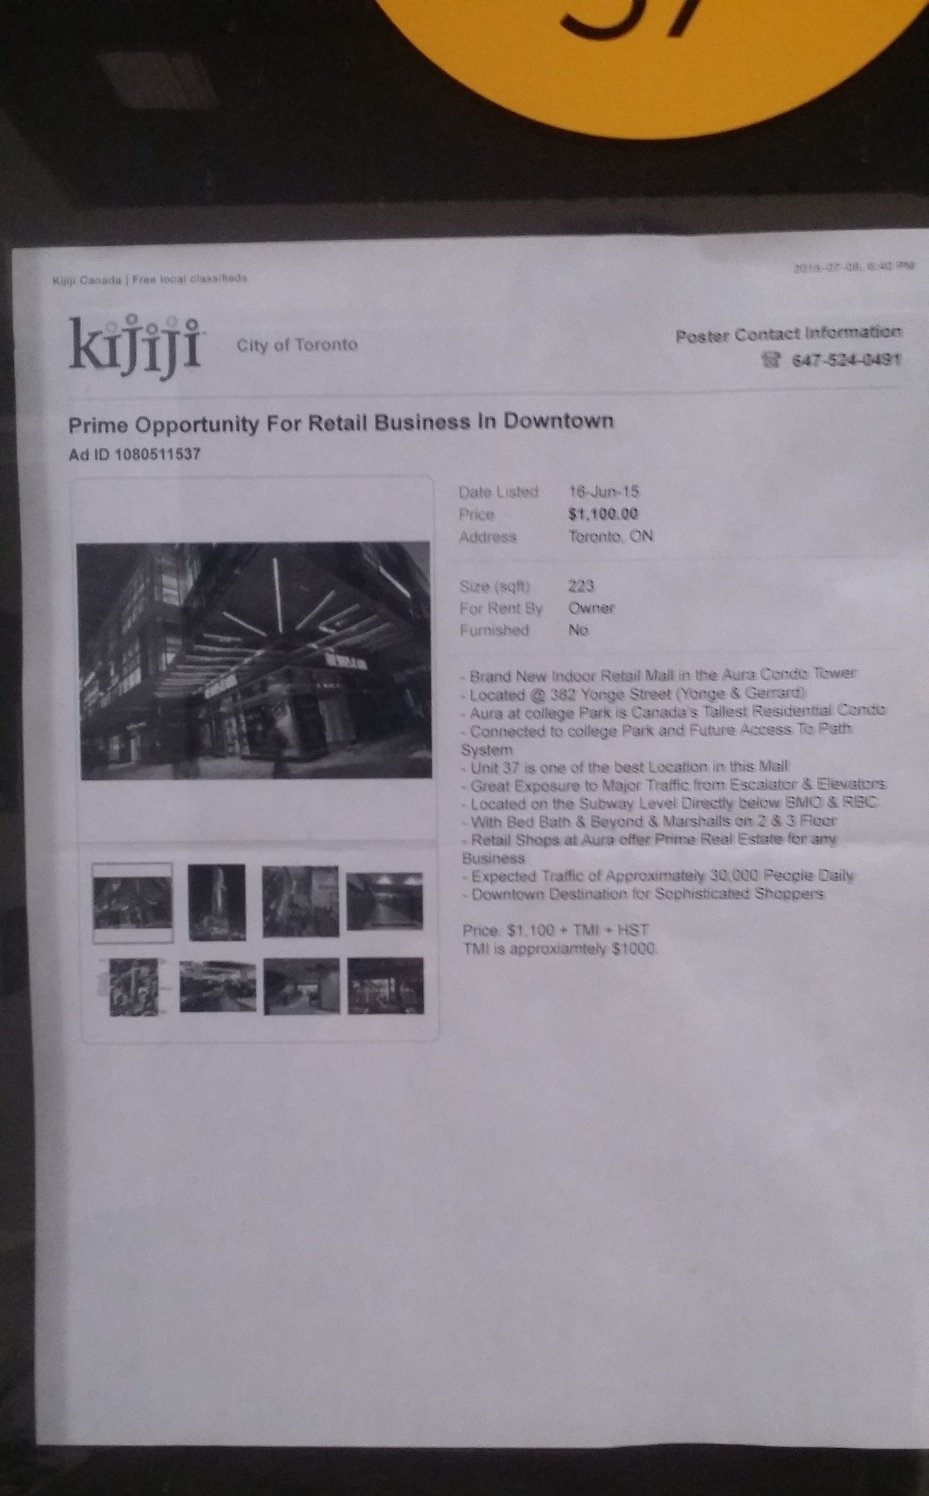 37
Kijiji Canada | Free local classifieds
kijiji City of Toronto
Poster Contact Information
647-524-0491
Prime Opportunity For Retail Business In Downtown
Ad ID 1080511537
Date Listed 16-Jun-15
Price $1,100.00
Address Toronto, ON
Size (sqft) 223
For Rent By Owner
Furnished No
- Brand New Indoor Retail Mall in the Aura Condo Tower
- Located @ 382 Yonge Street (Yonge & Gerrard)
- Aura at college Park is Canada's Tallest Residential Condo
- Connected to college Park and Future Access To Path
System
- Unit 37 is one of the best Location in this Mall
- Great Exposure to Major Traffic from Escalator & Elevators
- Located on the Subway Level Directly below BMO & RBC
- With Bed Bath & Beyond & Marshalls on 2 & 3 Floor
- Retail Shops at Aura offer Prime Real Estate for any
Business
- Expected Traffic of Approximately 30,000 People Daily
- Downtown Destination for Sophisticated Shoppers
Price: $1,100 + TMI + HST
TMI is approxiamtely $1000.